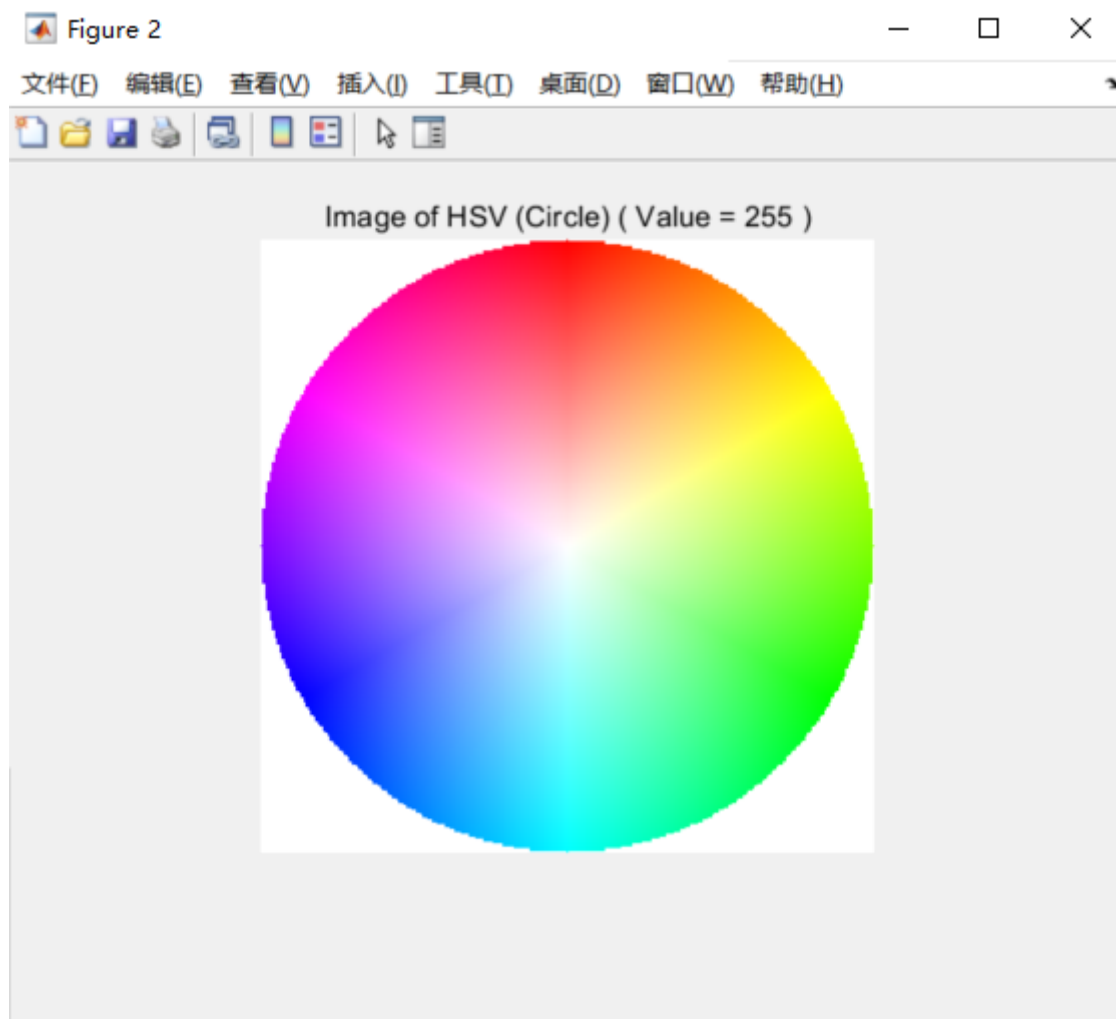 Figure 2
文件(F) 编辑(E) 查看(V) 插入(I) 工具(T) 桌面(D) 窗口(W) 帮助(H)
Image of HSV (Circle) ( Value = 255 )